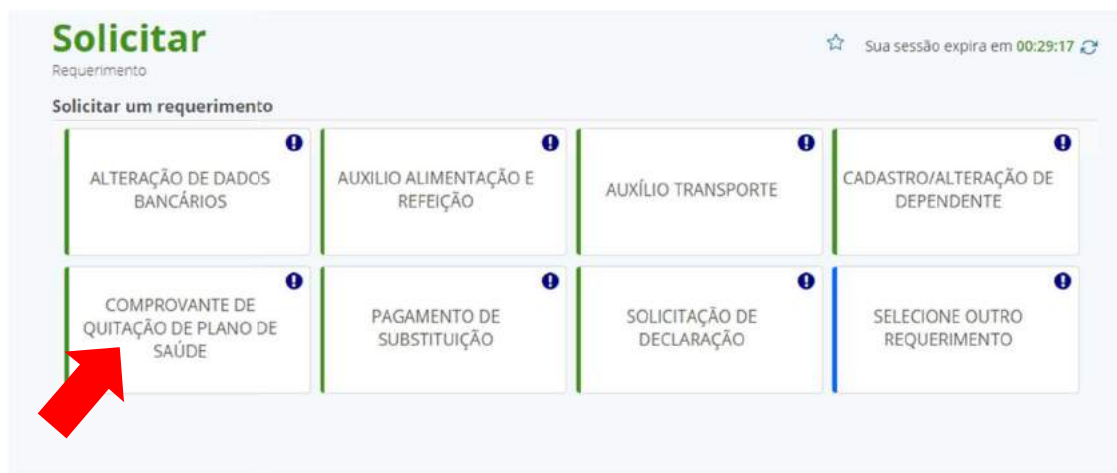 Solicitar
Sua sessão expira em 00:29:17
Requerimento
Solicitar um requerimento
ALTERAÇÃO DE DADOS
BANCÁRIOS
AUXILIO ALIMENTAÇÃO E
REFEIÇÃO
AUXÍLIO TRANSPORTE
CADASTRO/ALTERAÇÃO DE
DEPENDENTE
COMPROVANTE DE
QUITAÇÃO DE PLANO DE
SAÚDE
PAGAMENTO DE
SUBSTITUIÇÃO
SOLICITAÇÃO DE
DECLARAÇÃO
SELECIONE OUTRO
REQUERIMENTO